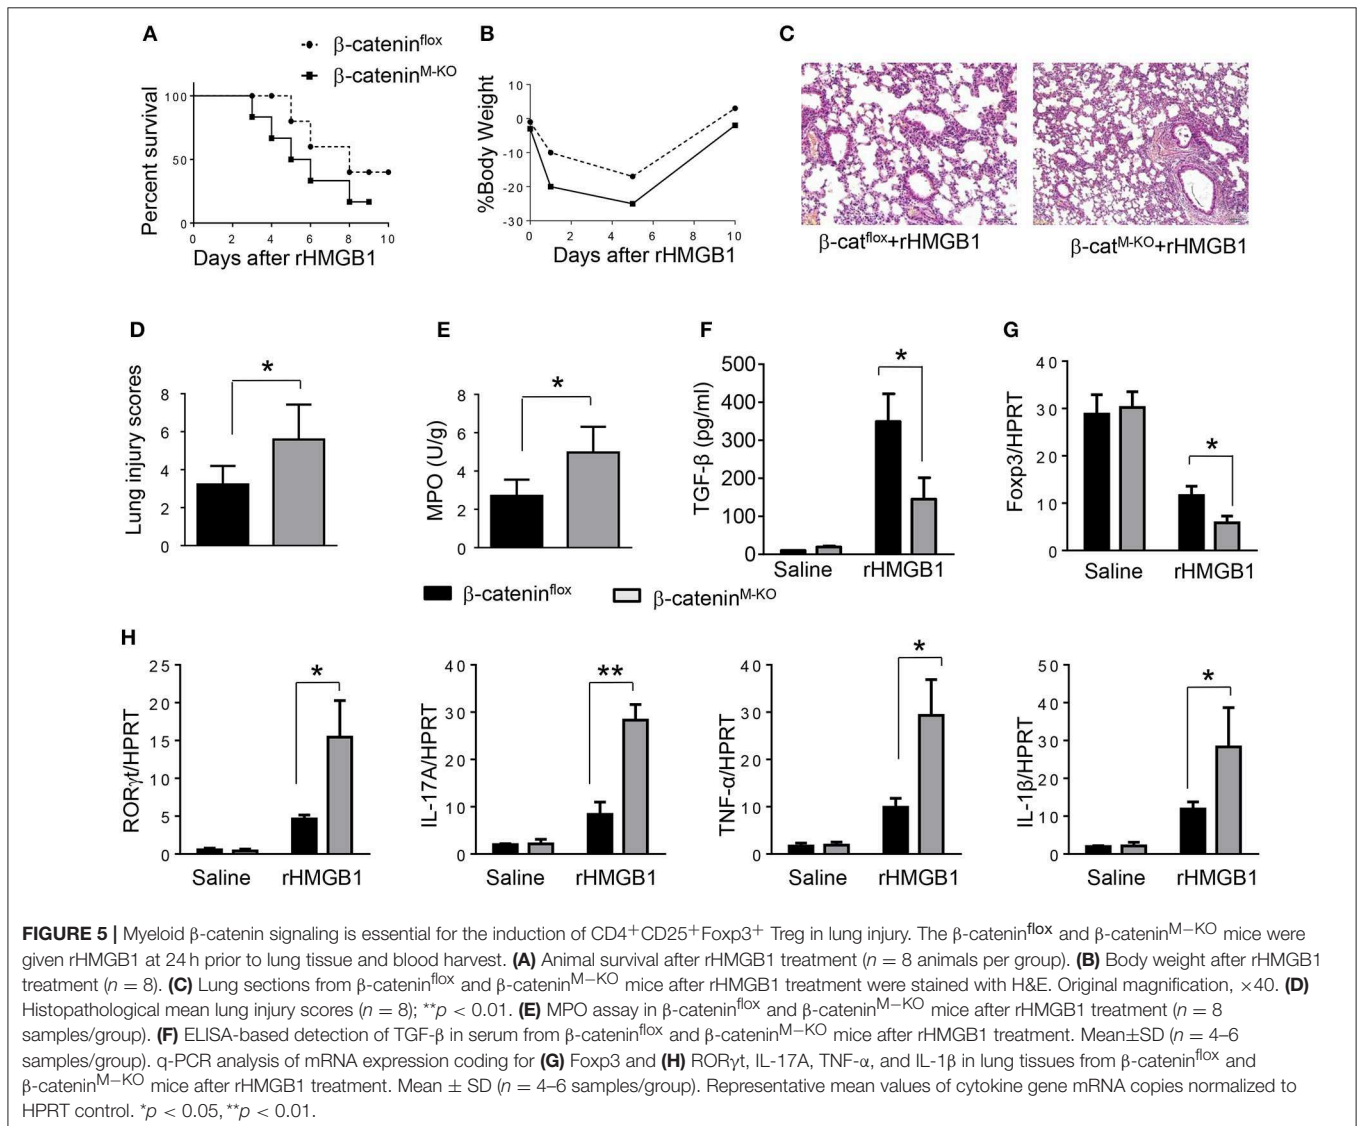 A
β-catenin^flox
β-catenin^M-KO
Percent survival
100
50
0
0 2 4 6 8 10
Days after rHMGB1
B
%Body Weight
10
0
-10
-20
-30
0 2 4 6 8 10
Days after rHMGB1
C
β-cat^flox+rHMGB1
β-cat^M-KO+rHMGB1
D
Lung injury scores
8
6
4
2
0
*
E
MPO (U/g)
8
6
4
2
0
*
F
TGF-β (pg/ml)
500
400
300
200
100
0
*
Saline rHMGB1
G
Foxp3/HPRT
40
30
20
10
0
*
Saline rHMGB1
β-catenin^flox
β-catenin^M-KO
H
RORγt/HPRT
25
20
15
10
5
0
*
Saline rHMGB1
IL-17A/HPRT
40
30
20
10
0
**
Saline rHMGB1
TNF-α/HPRT
40
30
20
10
0
*
Saline rHMGB1
IL-1β/HPRT
50
40
30
20
10
0
*
Saline rHMGB1
FIGURE 5 | Myeloid β-catenin signaling is essential for the induction of CD4+CD25+Foxp3+ Treg in lung injury. The β-catenin^flox and β-catenin^M−KO mice were
given rHMGB1 at 24 h prior to lung tissue and blood harvest. (A) Animal survival after rHMGB1 treatment (n = 8 animals per group). (B) Body weight after rHMGB1
treatment (n = 8). (C) Lung sections from β-catenin^flox and β-catenin^M−KO mice after rHMGB1 treatment were stained with H&E. Original magnification, ×40. (D)
Histopathological mean lung injury scores (n = 8); **p < 0.01. (E) MPO assay in β-catenin^flox and β-catenin^M−KO mice after rHMGB1 treatment (n = 8
samples/group). (F) ELISA-based detection of TGF-β in serum from β-catenin^flox and β-catenin^M−KO mice after rHMGB1 treatment. Mean±SD (n = 4–6
samples/group). q-PCR analysis of mRNA expression coding for (G) Foxp3 and (H) RORγt, IL-17A, TNF-α, and IL-1β in lung tissues from β-catenin^flox and
β-catenin^M−KO mice after rHMGB1 treatment. Mean ± SD (n = 4–6 samples/group). Representative mean values of cytokine gene mRNA copies normalized to
HPRT control. *p < 0.05, **p < 0.01.